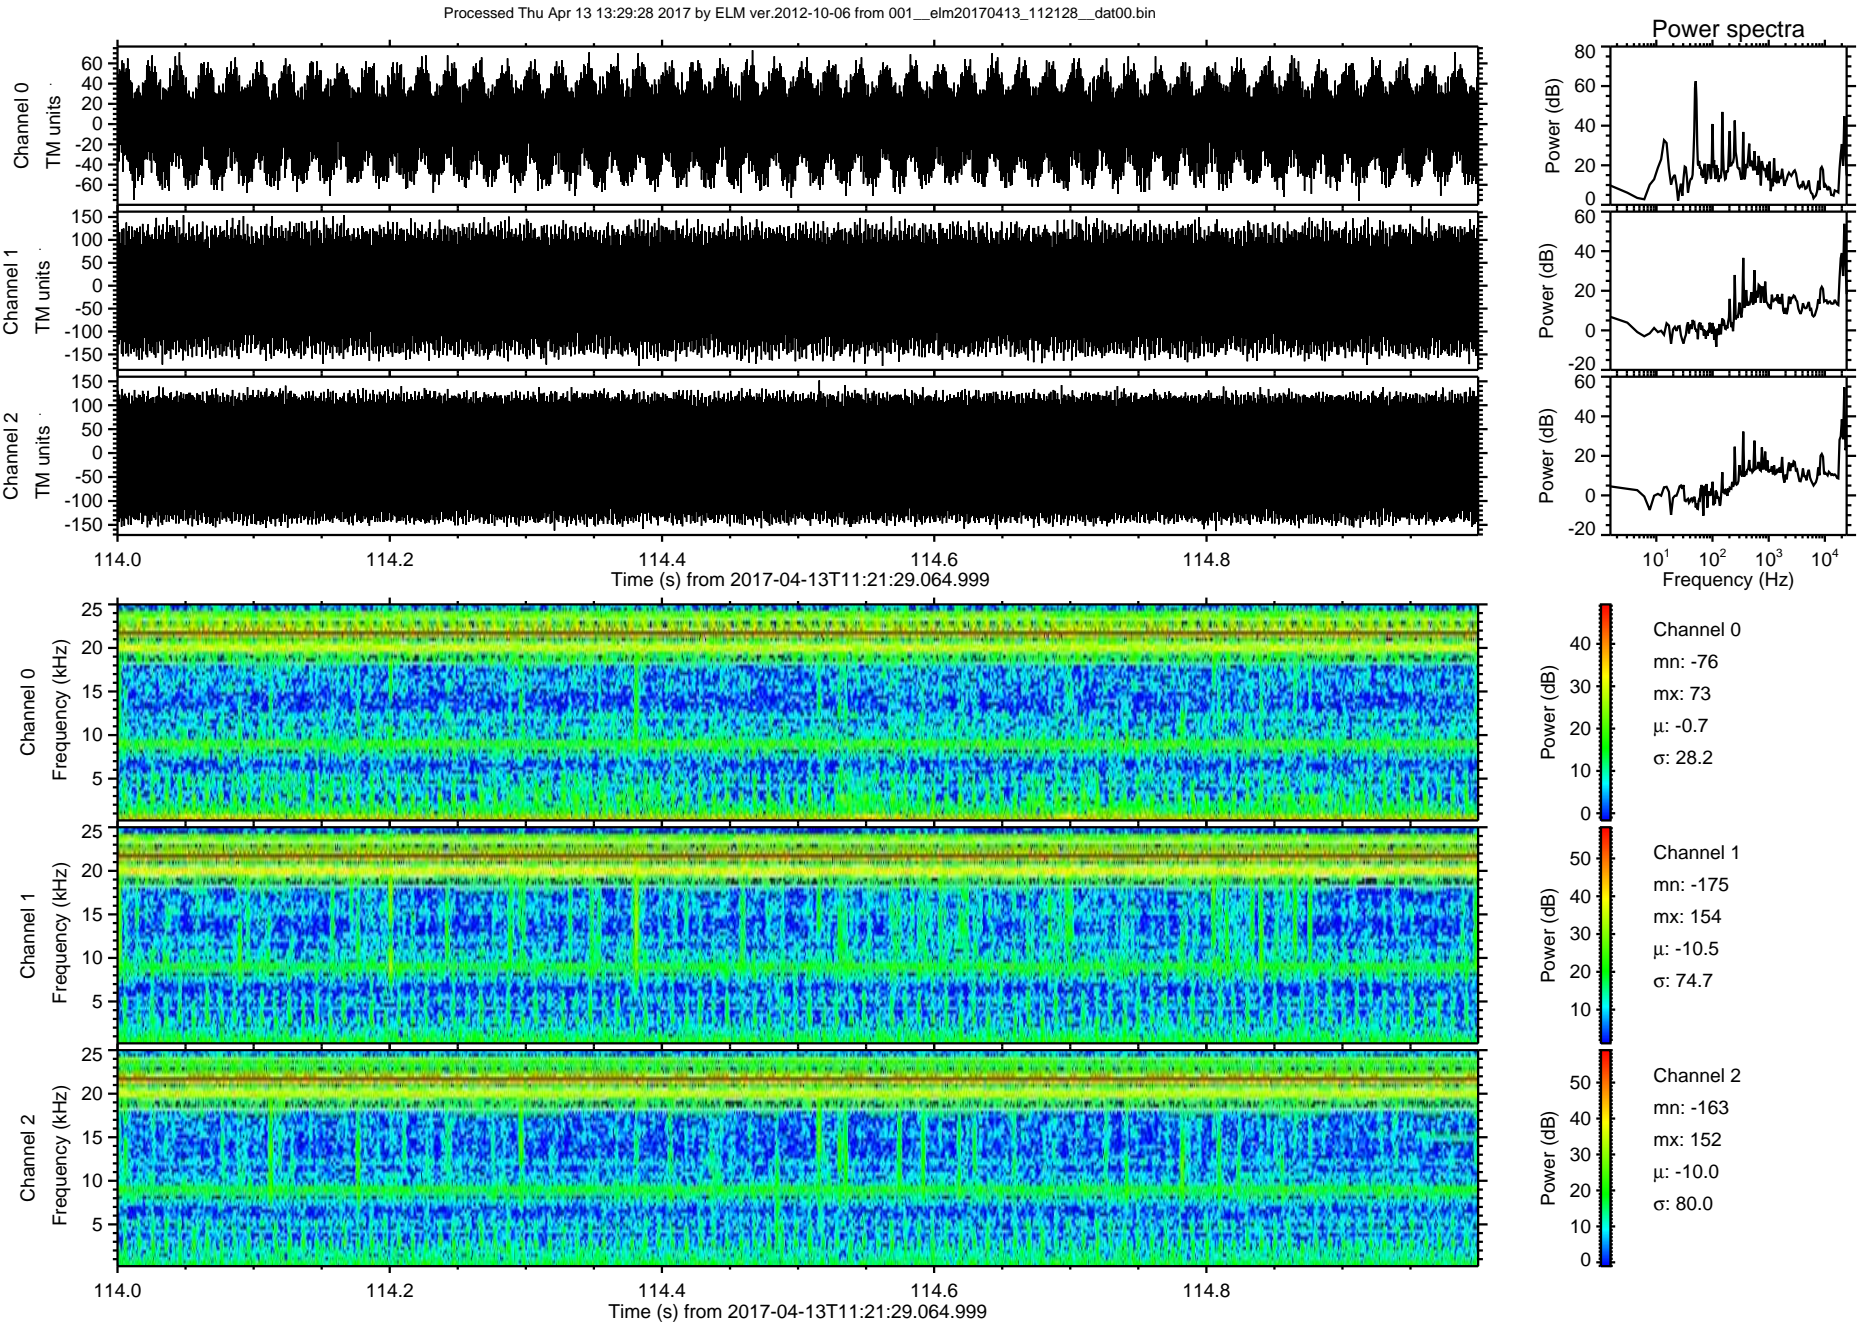 Processed Thu Apr 13 13:29:28 2017 by ELM ver.2012-10-06 from 001__elm20170413_112128__dat00.bin
Power spectra
Channel 0
TM units
60
40
20
0
-20
-40
-60
Power (dB)
80
60
40
20
0
Channel 1
TM units
150
100
50
0
-50
-100
-150
Power (dB)
60
40
20
0
-20
Channel 2
TM units
150
100
50
0
-50
-100
-150
Power (dB)
60
40
20
0
-20
114.0 114.2 114.4 114.6 114.8
Time (s) from 2017-04-13T11:21:29.064.999
10^1 10^2 10^3 10^4
Frequency (Hz)
Channel 0
Frequency (kHz)
25
20
15
10
5
Power (dB)
40
30
20
10
0
Channel 0
mn: -76
mx: 73
μ: -0.7
σ: 28.2
Channel 1
Frequency (kHz)
25
20
15
10
5
Power (dB)
50
40
30
20
10
Channel 1
mn: -175
mx: 154
μ: -10.5
σ: 74.7
Channel 2
Frequency (kHz)
25
20
15
10
5
Power (dB)
50
40
30
20
10
0
Channel 2
mn: -163
mx: 152
μ: -10.0
σ: 80.0
114.0 114.2 114.4 114.6 114.8
Time (s) from 2017-04-13T11:21:29.064.999